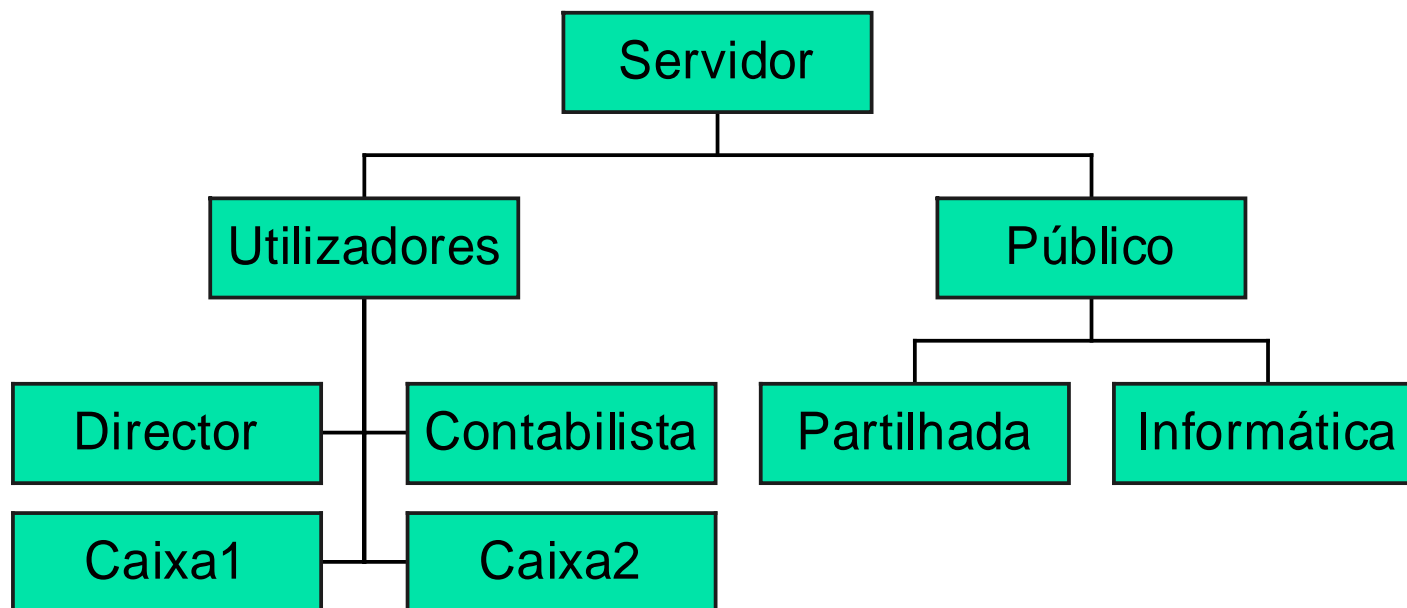 Servidor
Utilizadores
Público
Director
Contabilista
Partilhada
Informática
Caixa1
Caixa2